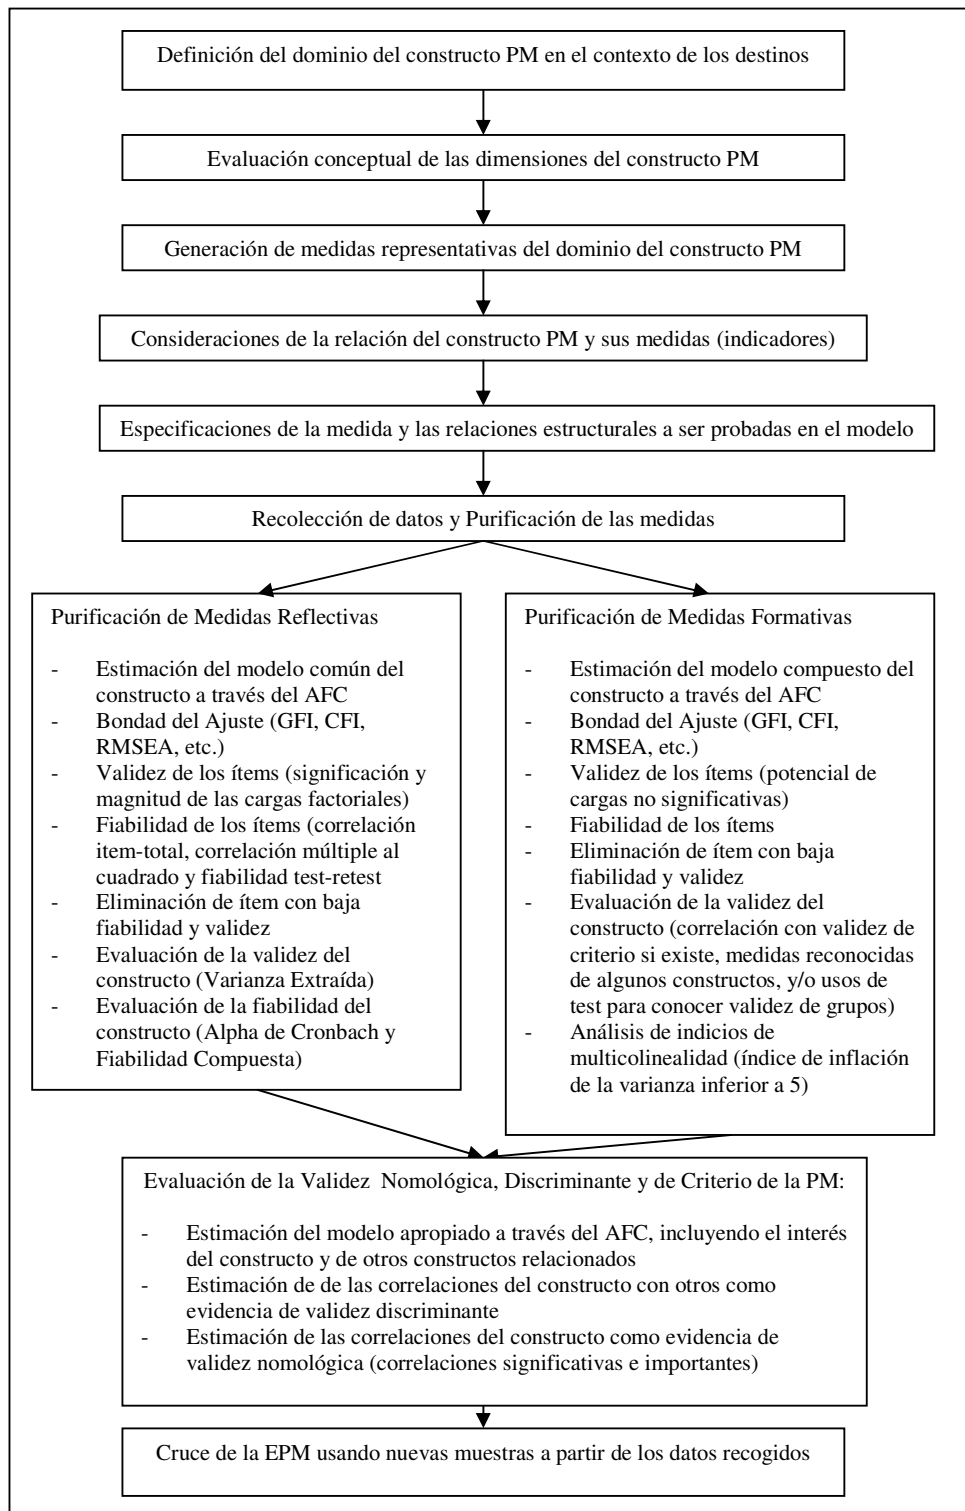 Definición del dominio del constructo PM en el contexto de los destinos
Evaluación conceptual de las dimensiones del constructo PM
Generación de medidas representativas del dominio del constructo PM
Consideraciones de la relación del constructo PM y sus medidas (indicadores)
Especificaciones de la medida y las relaciones estructurales a ser probadas en el modelo
Recolección de datos y Purificación de las medidas
Purificación de Medidas Reflectivas
- Estimación del modelo común del
constructo a través del AFC
- Bondad del Ajuste (GFI, CFI,
RMSEA, etc.)
- Validez de los ítems (significación y
magnitud de las cargas factoriales)
- Fiabilidad de los ítems (correlación
item-total, correlación múltiple al
cuadrado y fiabilidad test-retest
- Eliminación de ítem con baja
fiabilidad y validez
- Evaluación de la validez del
constructo (Varianza Extraída)
- Evaluación de la fiabilidad del
constructo (Alpha de Cronbach y
Fiabilidad Compuesta)
Purificación de Medidas Formativas
- Estimación del modelo compuesto del
constructo a través del AFC
- Bondad del Ajuste (GFI, CFI,
RMSEA, etc.)
- Validez de los ítems (potencial de
cargas no significativas)
- Fiabilidad de los ítems
- Eliminación de ítem con baja
fiabilidad y validez
- Evaluación de la validez del
constructo (correlación con validez de
criterio si existe, medidas reconocidas
de algunos constructos, y/o usos de
test para conocer validez de grupos)
- Análisis de indicios de
multicolinealidad (índice de inflación
de la varianza inferior a 5)
Evaluación de la Validez Nomológica, Discriminante y de Criterio de la PM:
- Estimación del modelo apropiado a través del AFC, incluyendo el interés
del constructo y de otros constructos relacionados
- Estimación de de las correlaciones del constructo con otros como
evidencia de validez discriminante
- Estimación de las correlaciones del constructo como evidencia de
validez nomológica (correlaciones significativas e importantes)
Cruce de la EPM usando nuevas muestras a partir de los datos recogidos